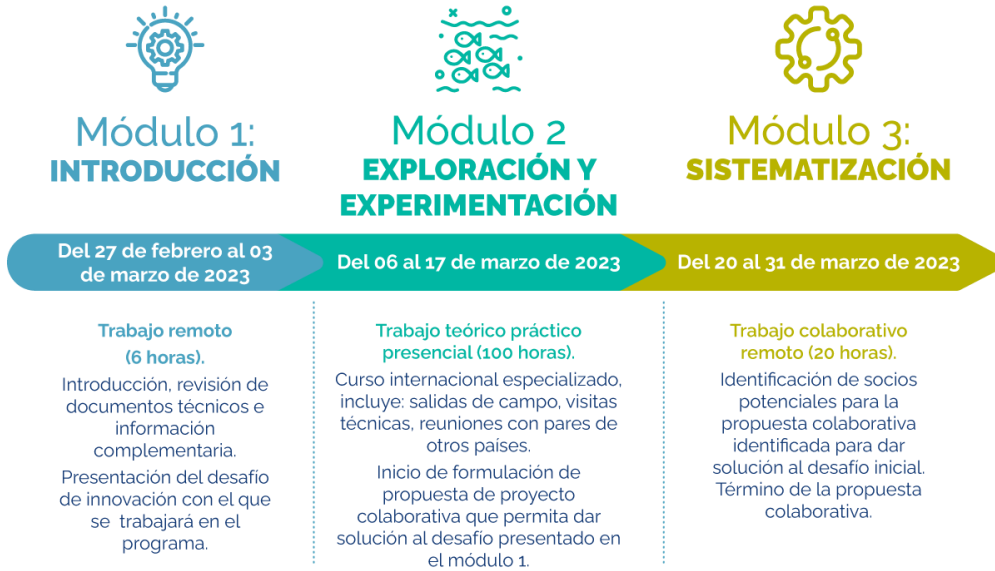 Módulo 1:
INTRODUCCIÓN
Del 27 de febrero al 03
de marzo de 2023
Trabajo remoto
(6 horas).
Introducción, revisión de
documentos técnicos e
información
complementaria.
Presentación del desafío
de innovación con el que
se trabajará en el
programa.
Módulo 2
EXPLORACIÓN Y
EXPERIMENTACIÓN
Del 06 al 17 de marzo de 2023
Trabajo teórico práctico
presencial (100 horas).
Curso internacional especializado,
incluye: salidas de campo, visitas
técnicas, reuniones con pares de
otros países.
Inicio de formulación de
propuesta de proyecto
colaborativa que permita dar
solución al desafío presentado en
el módulo 1.
Módulo 3:
SISTEMATIZACIÓN
Del 20 al 31 de marzo de 2023
Trabajo colaborativo
remoto (20 horas).
Identificación de socios
potenciales para la
propuesta colaborativa
identificada para dar
solución al desafío inicial.
Término de la propuesta
colaborativa.